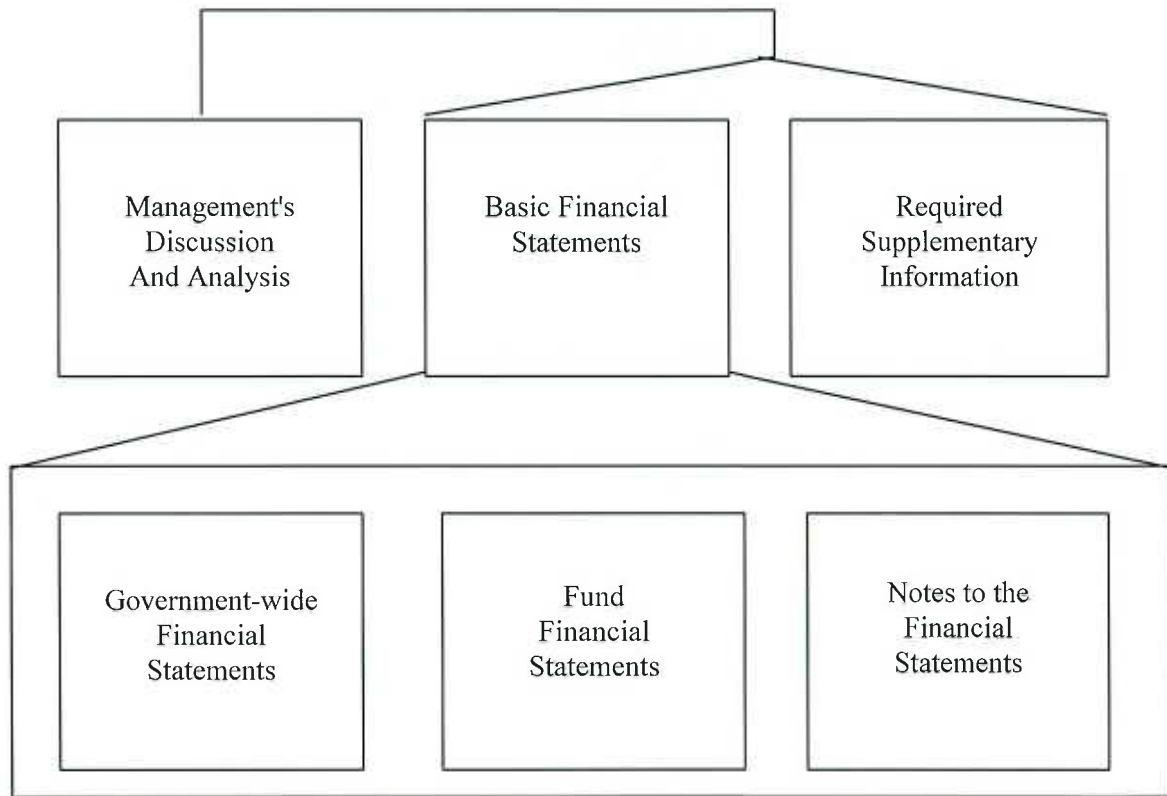 Management's
Discussion
And Analysis
Basic Financial
Statements
Required
Supplementary
Information
Government-wide
Financial
Statements
Fund
Financial
Statements
Notes to the
Financial
Statements